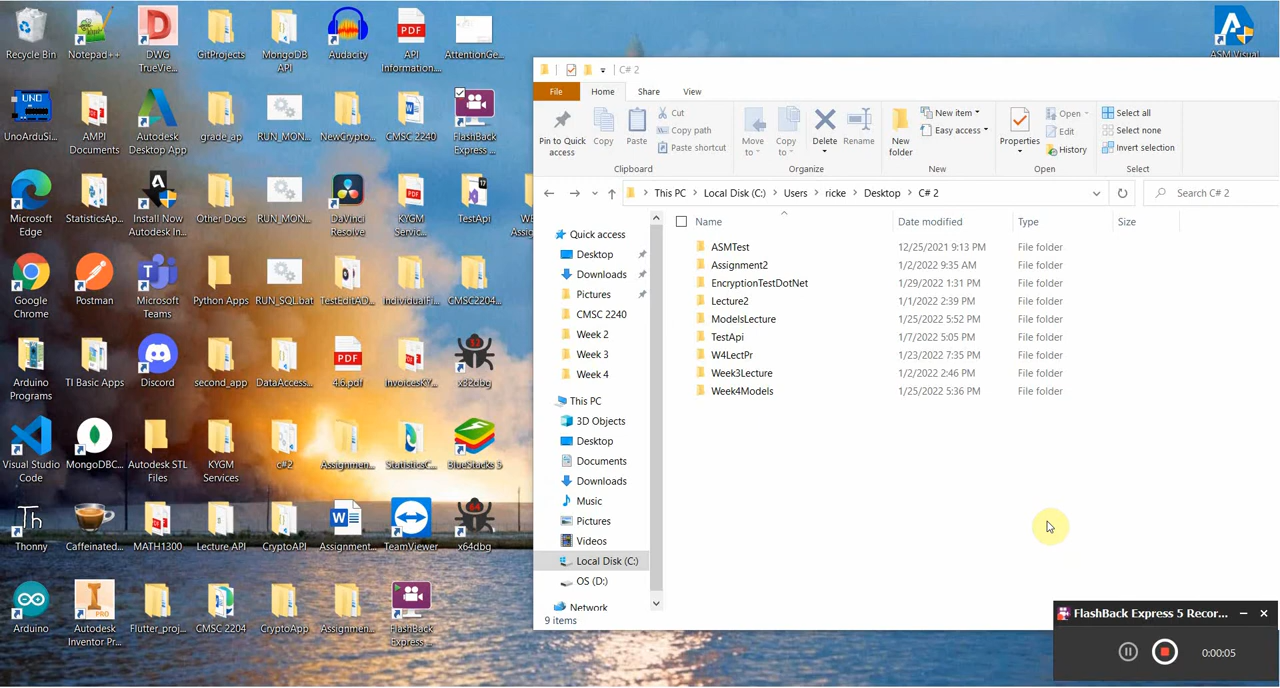 Recycle Bin
Notepad++
DWG
TrueVie...
GitProjects
MongoDB
API
Audacity
API
Information....
AttentionGe...
ASM Visual
UNO
UnoArduSi...
AMPI
Documents
Autodesk
Desktop App
grade_ap
RUN_MON...
NewCrypto...
CMSC 2240
FlashBack
Express ...
Microsoft
Edge
StatisticsAp...
Install Now
Autodesk In...
Other Docs
RUN_MON...
DaVinci
Resolve
KYGM
Servic...
TestApi
Google
Chrome
Postman
Microsoft
Teams
Python Apps
RUN_SQL.bat
TestEditAD...
IndividualFi...
CMSC2204...
Arduino
Programs
TI Basic Apps
Discord
second_app
DataAccess...
4.6.pdf
InvoicesKY...
x32dbg
Visual Studio
Code
MongoDBC...
Autodesk STL
Files
KYGM
Services
c#2
Assignmen...
StatisticsC...
BlueStacks 5
Th
Thonny
Caffeinated...
MATH1300
Lecture API
CryptoAPI
Assignment...
TeamViewer
x64dbg
Arduino
Autodesk
Inventor Pr...
Flutter_proj...
CMSC 2204
CryptoApp
Assignmen...
FlashBack
Express ...
C# 2
File
Home
Share
View
Pin to Quick
access
Copy
Paste
Cut
Copy path
Paste shortcut
Clipboard
Move
to
Copy
to
Delete
Rename
Organize
New
folder
New item
Easy access
New
Properties
Open
Edit
History
Open
Select all
Select none
Invert selection
Select
This PC > Local Disk (C:) > Users > ricke > Desktop > C# 2
Search C# 2
Quick access
Desktop
Downloads
Pictures
CMSC 2240
Week 2
Week 3
Week 4
This PC
3D Objects
Desktop
Documents
Downloads
Music
Pictures
Videos
Local Disk (C:)
OS (D:)
Network
Name Date modified Type Size
ASMTest 12/25/2021 9:13 PM File folder
Assignment2 1/2/2022 9:35 AM File folder
EncryptionTestDotNet 1/29/2022 1:31 PM File folder
Lecture2 1/1/2022 2:39 PM File folder
ModelsLecture 1/25/2022 5:52 PM File folder
TestApi 1/7/2022 5:05 PM File folder
W4LectPr 1/23/2022 7:35 PM File folder
Week3Lecture 1/2/2022 2:46 PM File folder
Week4Models 1/25/2022 5:36 PM File folder
9 items
FlashBack Express 5 Recor...
0:00:05